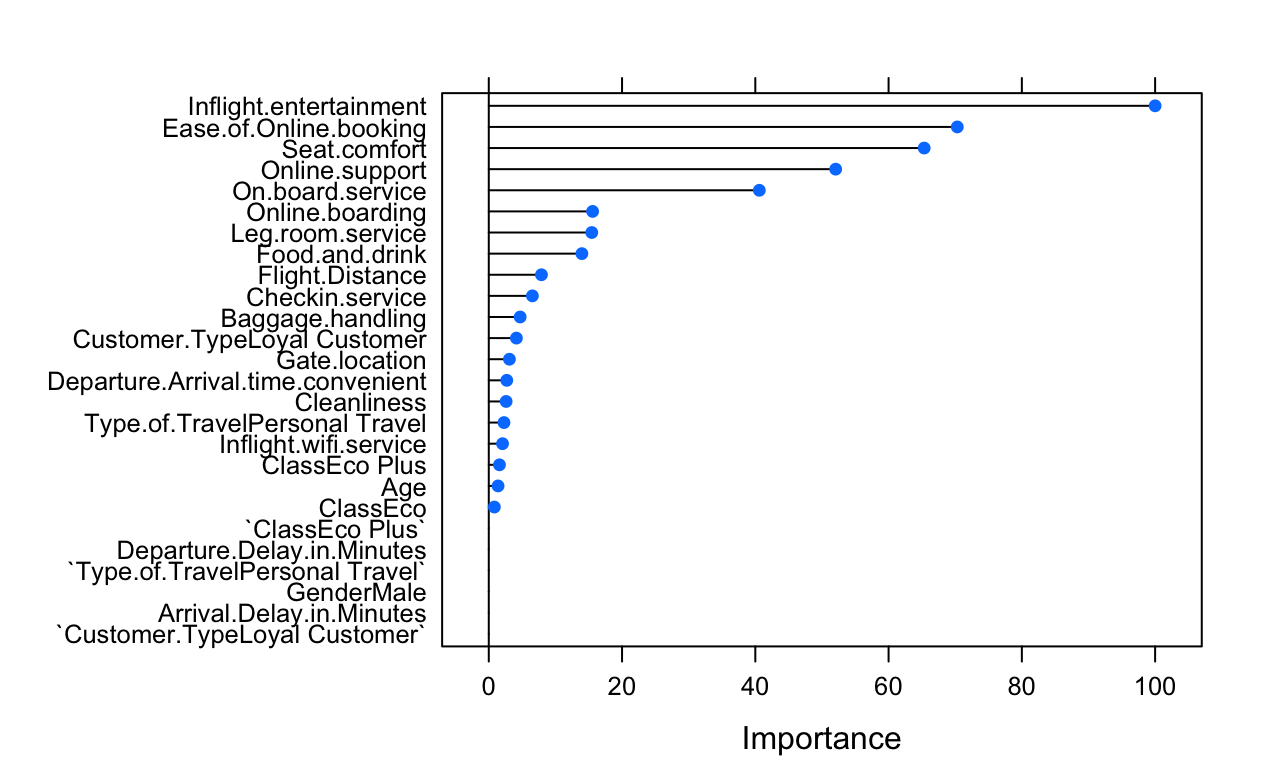 Inflight.entertainment
Ease.of.Online.booking
Seat.comfort
Online.support
On.board.service
Online.boarding
Leg.room.service
Food.and.drink
Flight.Distance
Checkin.service
Baggage.handling
Customer.TypeLoyal Customer
Gate.location
Departure.Arrival.time.convenient
Cleanliness
Type.of.TravelPersonal Travel
Inflight.wifi.service
ClassEco Plus
Age
ClassEco
`ClassEco Plus`
Departure.Delay.in.Minutes
`Type.of.TravelPersonal Travel`
GenderMale
Arrival.Delay.in.Minutes
`Customer.TypeLoyal Customer`
0 20 40 60 80 100
Importance